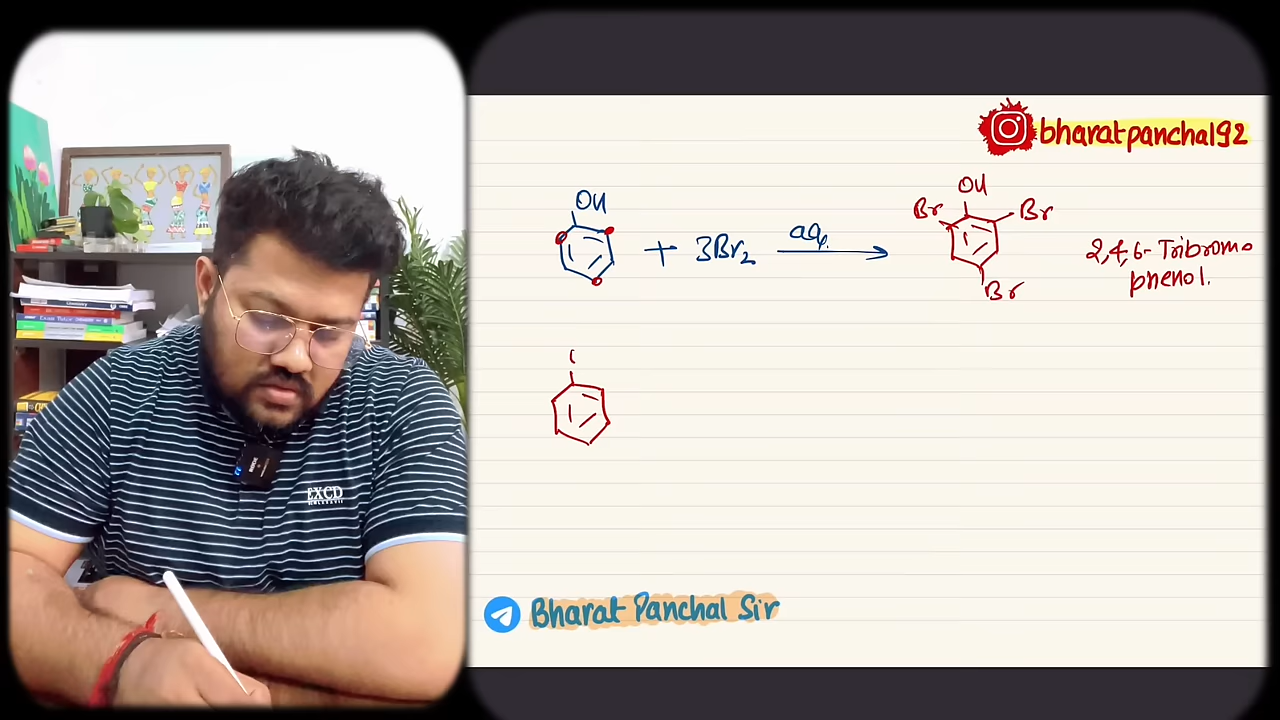 bharatpanchal92
OH
+ 3Br₂ aq.
OH
Br
Br
Br
2,4,6-Tribromo
phenol.
EXCD
Bharat Panchal Sir